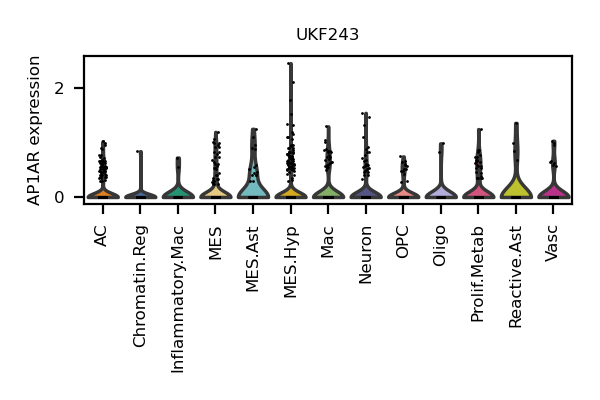 UKF243
AP1AR expression
2
0
AC
Chromatin.Reg
Inflammatory.Mac
MES
MES.Ast
MES.Hyp
Mac
Neuron
OPC
Oligo
Prolif.Metab
Reactive.Ast
Vasc